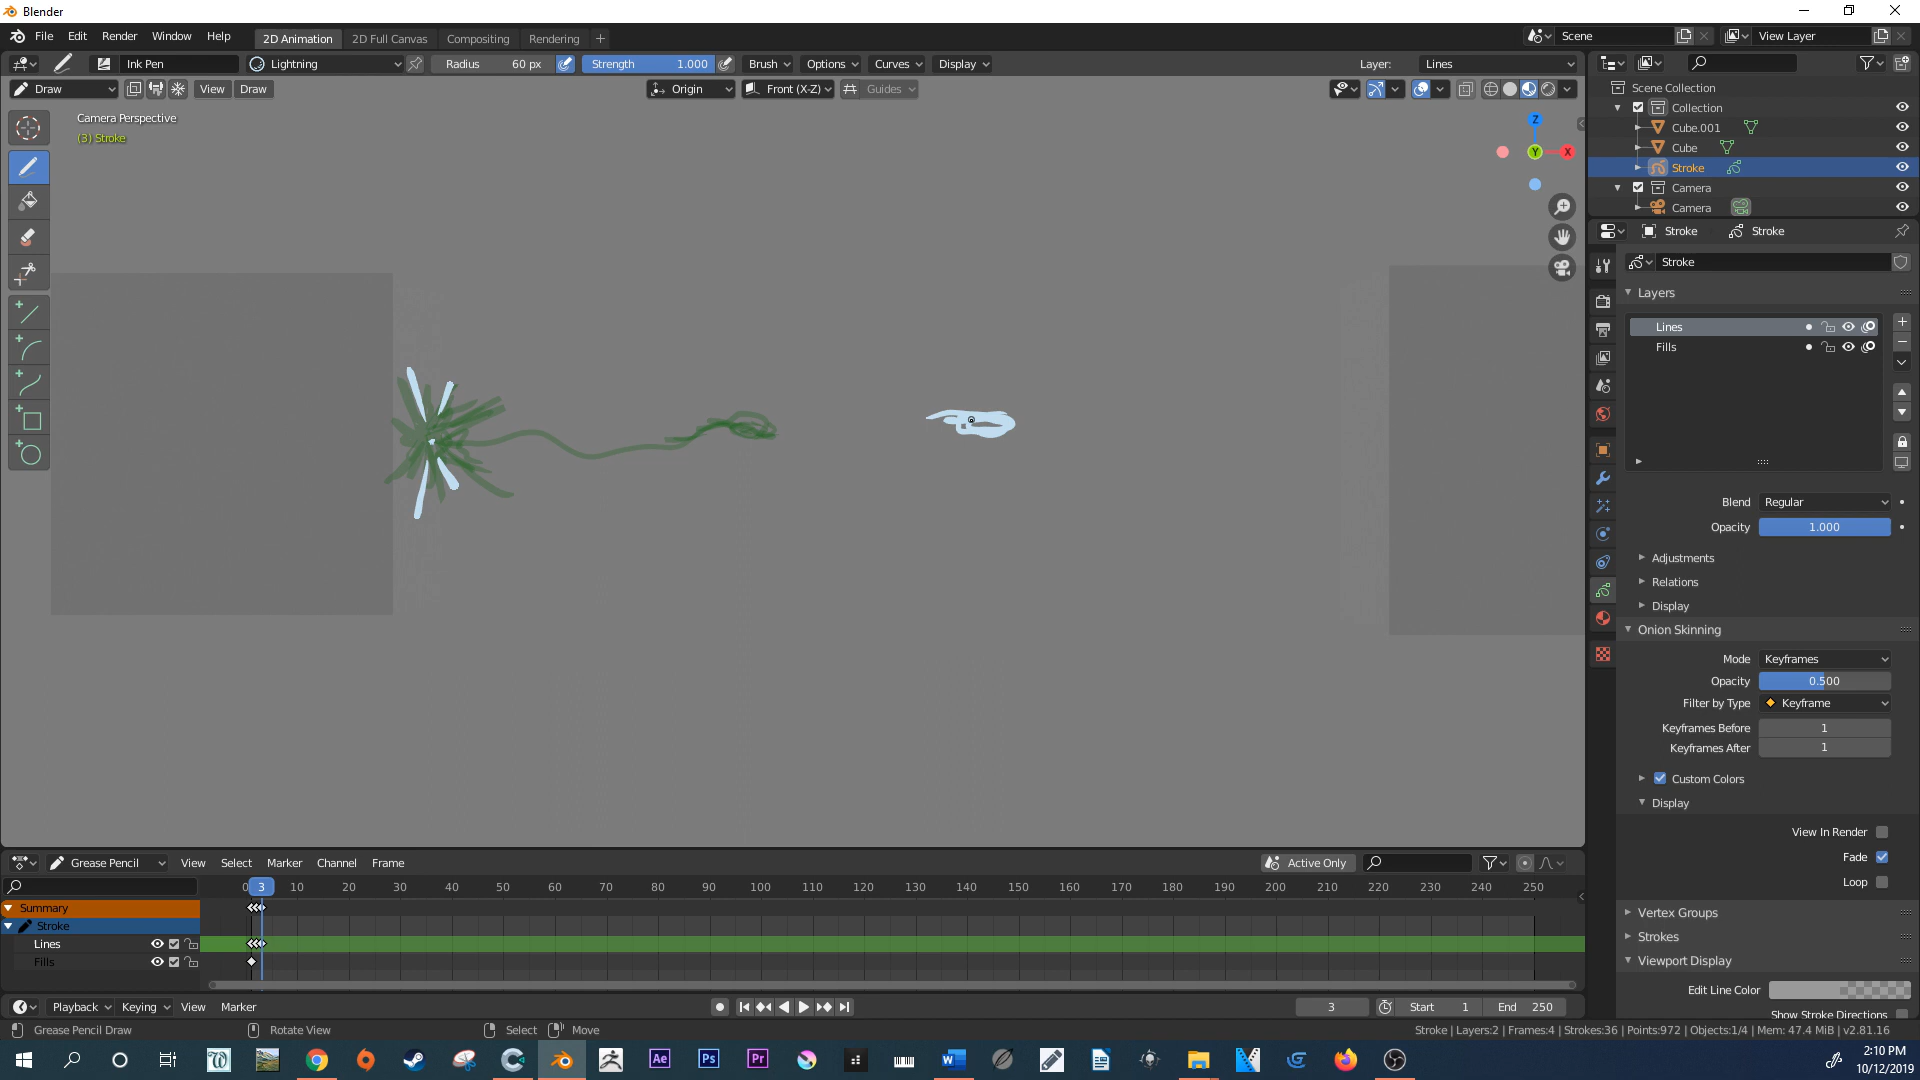 Blender
File Edit Render Window Help 2D Animation 2D Full Canvas Compositing Rendering Scene View Layer
Ink Pen Lightning Radius 60 px Strength 1.000 Brush Options Curves Display Layer: Lines
Draw View Draw Origin Front (X-Z) Guides
Camera Perspective
(3) Stroke
Z
Y
X
Scene Collection
Collection
Cube.001
Cube
Stroke
Camera
Camera
Stroke Stroke
Stroke
Layers
Lines
Fills
Blend Regular
Opacity 1.000
Adjustments
Relations
Display
Onion Skinning
Mode Keyframes
Opacity 0.500
Filter by Type Keyframe
Keyframes Before 1
Keyframes After 1
Custom Colors
Display
View In Render
Fade
Loop
Vertex Groups
Strokes
Viewport Display
Edit Line Color
Show Stroke Directions
Grease Pencil View Select Marker Channel Frame Active Only
0 3 10 20 30 40 50 60 70 80 90 100 110 120 130 140 150 160 170 180 190 200 210 220 230 240 250
Summary
Stroke
Lines
Fills
Playback Keying View Marker 3 Start 1 End 250
Grease Pencil Draw Rotate View Select Move Stroke | Layers:2 | Frames:4 | Strokes:36 | Points:972 | Objects:1/4 | Mem: 47.4 MiB | v2.81.16
Ae Ps Pr
2:10 PM
10/12/2019